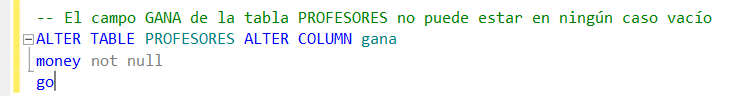 -- El campo GANA de la tabla PROFESORES no puede estar en ningún caso vacío
ALTER TABLE PROFESORES ALTER COLUMN gana
money not null
go